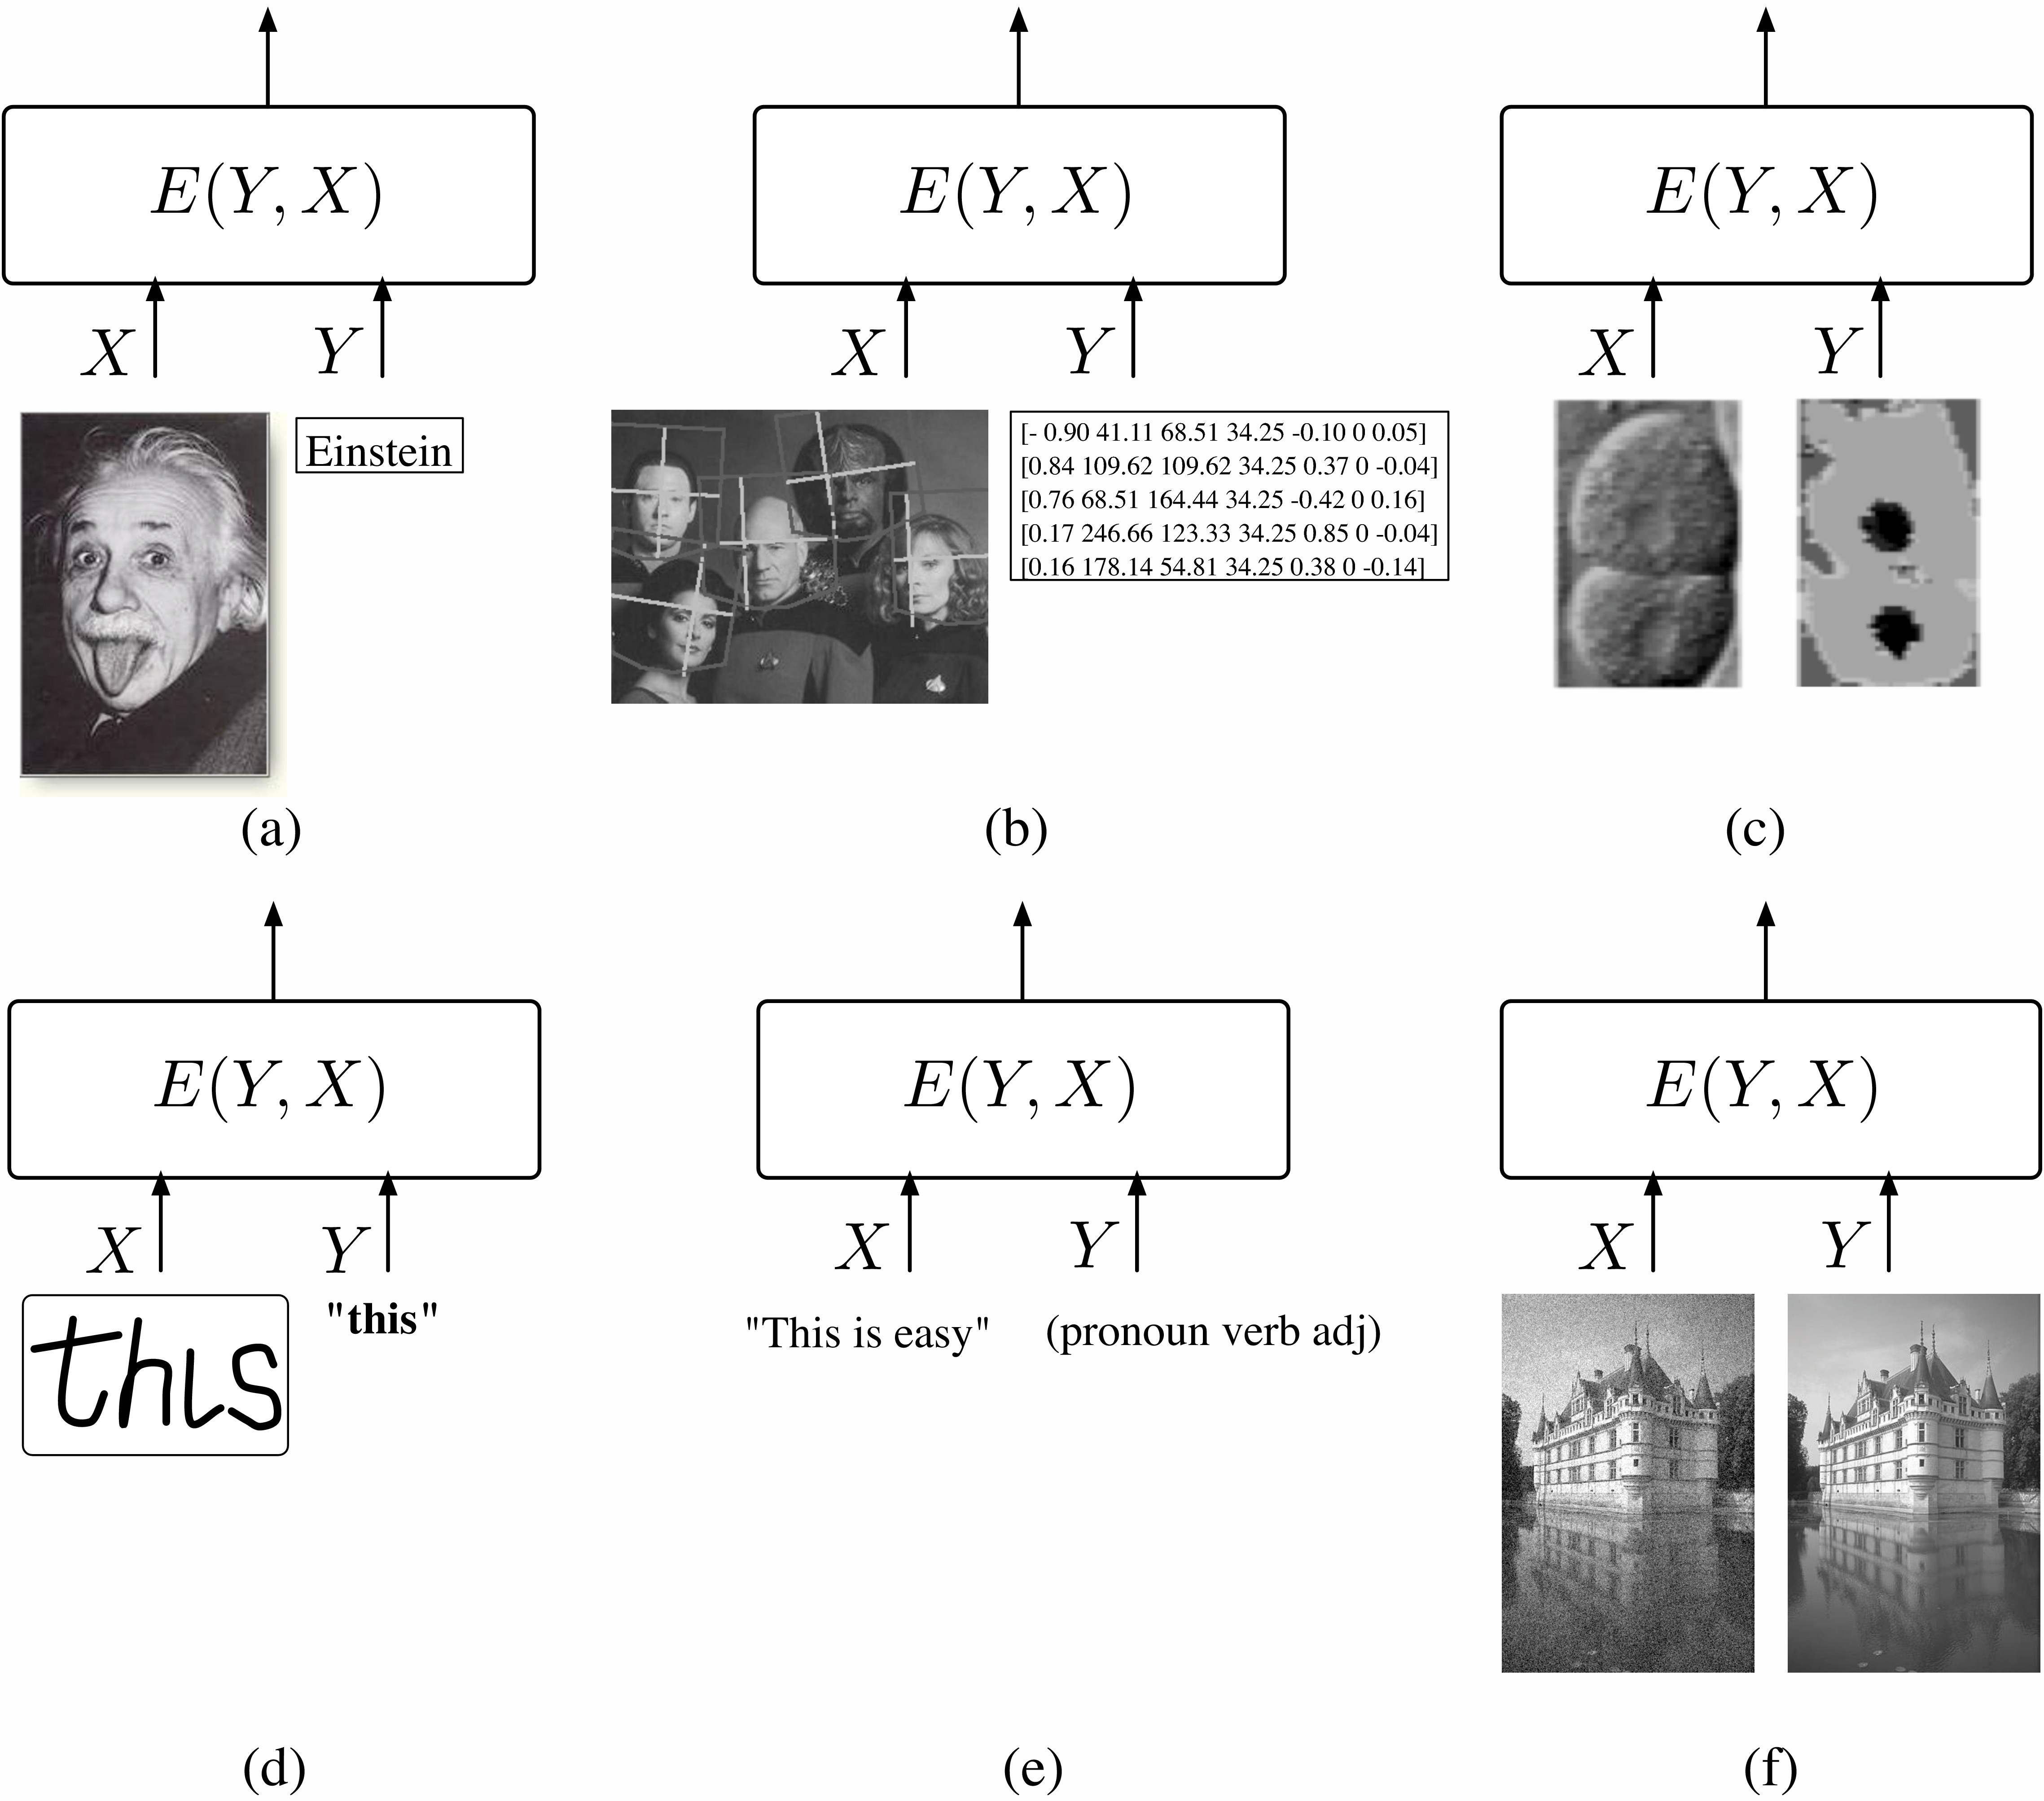 E(Y, X)
X Y
Einstein
(a)
E(Y, X)
X Y
[- 0.90 41.11 68.51 34.25 -0.10 0 0.05]
[0.84 109.62 109.62 34.25 0.37 0 -0.04]
[0.76 68.51 164.44 34.25 -0.42 0 0.16]
[0.17 246.66 123.33 34.25 0.85 0 -0.04]
[0.16 178.14 54.81 34.25 0.38 0 -0.14]
(b)
E(Y, X)
X Y
(c)
E(Y, X)
X Y
this
"this"
(d)
E(Y, X)
X Y
"This is easy" (pronoun verb adj)
(e)
E(Y, X)
X Y
(f)